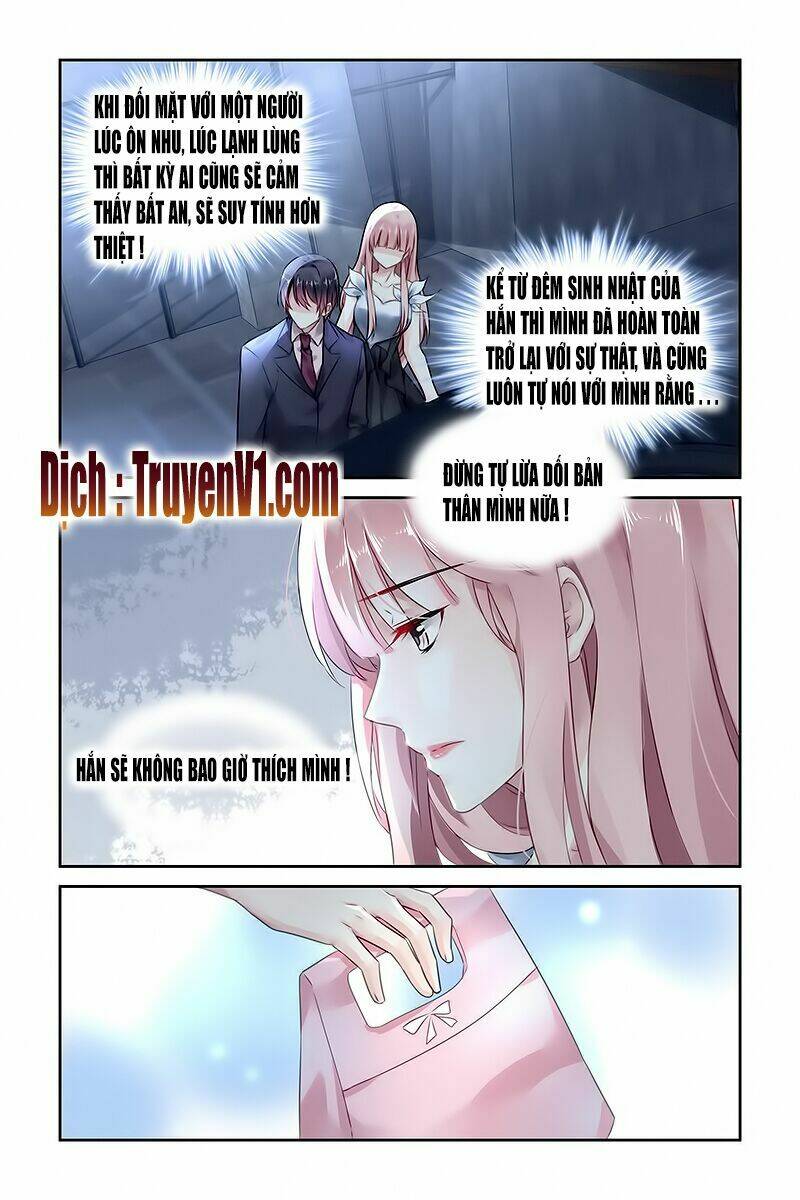 KHI ĐỐI MẶT VỚI MỘT NGƯỜI
LÚC ÔN NHU, LÚC LẠNH LÙNG
THÌ BẤT KỲ AI CŨNG SẼ CẢM
THẤY BẤT AN, SẼ SUY TÍNH HƠN
THIỆT !
KỂ TỪ ĐÊM SINH NHẬT CỦA
HẮN THÌ MÌNH ĐÃ HOÀN TOÀN
TRỞ LẠI VỚI SỰ THẬT, VÀ CŨNG
LUÔN TỰ NÓI VỚI MÌNH RẰNG . . .
Dịch : TruyenV1.com
ĐỪNG TỰ LỪA DỐI BẢN
THÂN MÌNH NỮA !
HẮN SẼ KHÔNG BAO GIỜ THÍCH MÌNH !